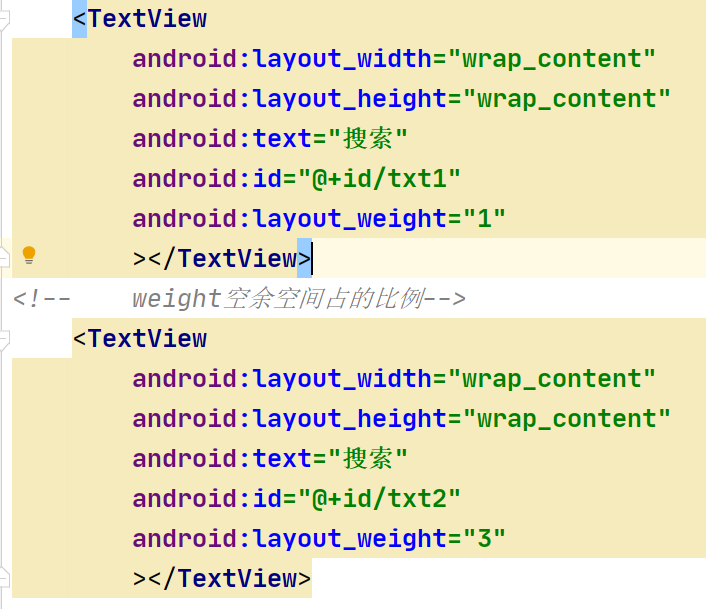 <TextView
android:layout_width="wrap_content"
android:layout_height="wrap_content"
android:text="搜索"
android:id="@+id/txt1"
android:layout_weight="1"
></TextView>
<!-- weight空余空间占的比例-->
<TextView
android:layout_width="wrap_content"
android:layout_height="wrap_content"
android:text="搜索"
android:id="@+id/txt2"
android:layout_weight="3"
></TextView>